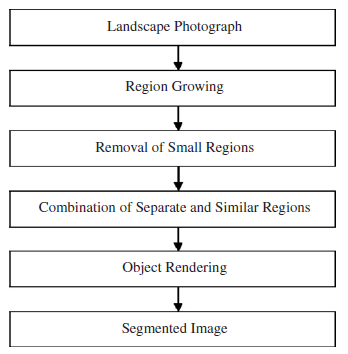 Landscape Photograph
Region Growing
Removal of Small Regions
Combination of Separate and Similar Regions
Object Rendering
Segmented Image